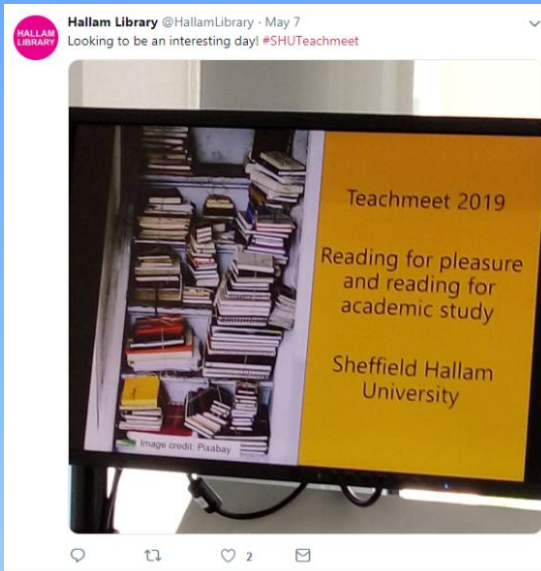 HALLAM
LIBRARY
Hallam Library @HallamLibrary · May 7
Looking to be an interesting day! #SHUTeachmeet
Teachmeet 2019
Reading for pleasure
and reading for
academic study
Sheffield Hallam
University
Image credit: Pixabay
2